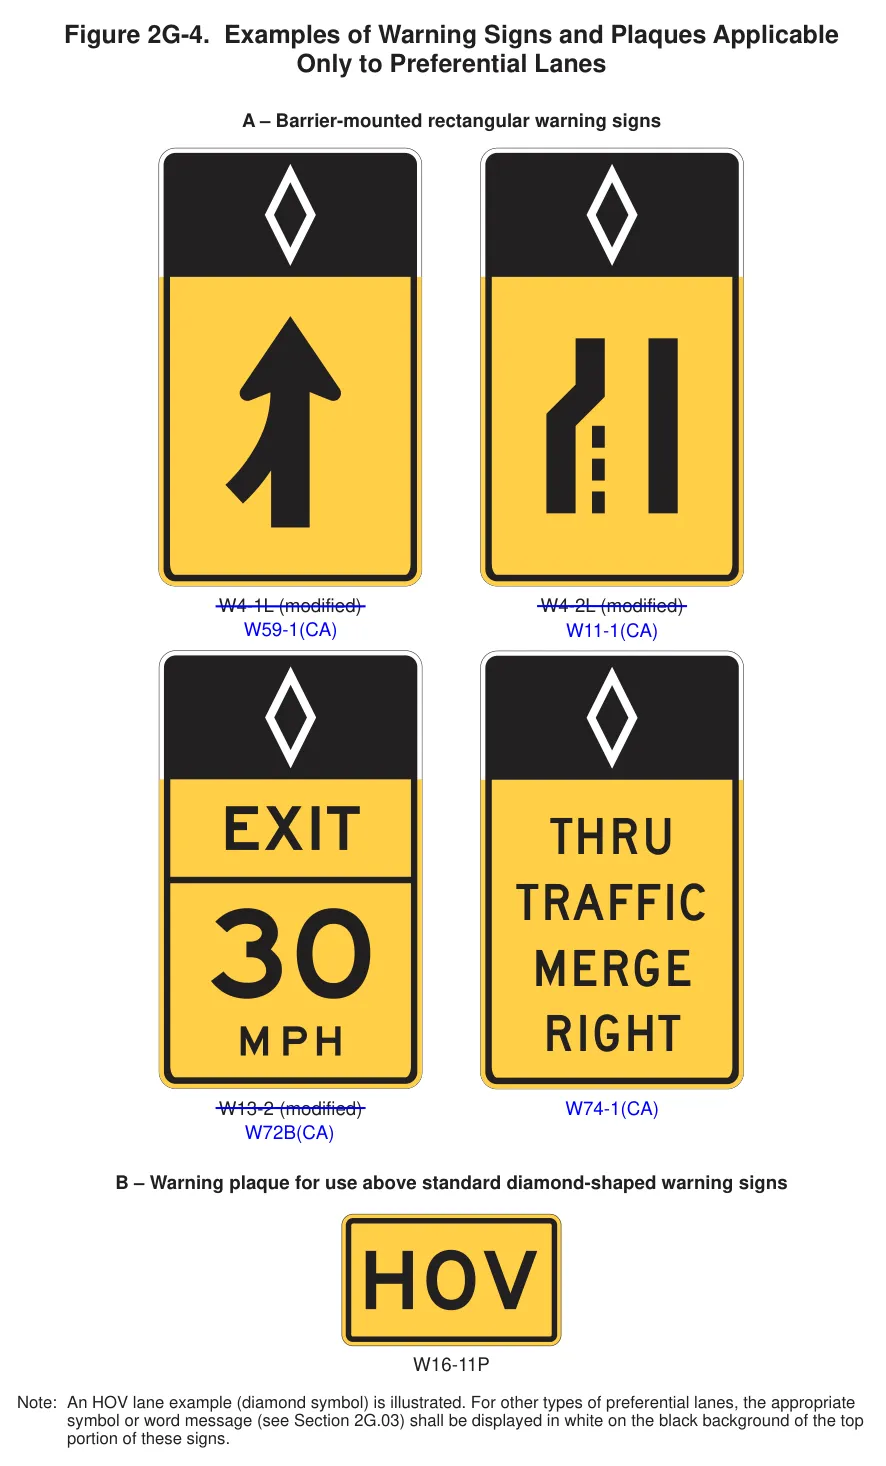 Figure 2G-4.  Examples of Warning Signs and Plaques Applicable
Only to Preferential Lanes
A – Barrier-mounted rectangular warning signs
W4-1L (modified)
W59-1(CA)
W4-2L (modified)
W11-1(CA)
EXIT
30
MPH
THRU
TRAFFIC
MERGE
RIGHT
W13-2 (modified)
W72B(CA)
W74-1(CA)
B – Warning plaque for use above standard diamond-shaped warning signs
HOV
W16-11P
Note:  An HOV lane example (diamond symbol) is illustrated. For other types of preferential lanes, the appropriate
symbol or word message (see Section 2G.03) shall be displayed in white on the black background of the top
portion of these signs.